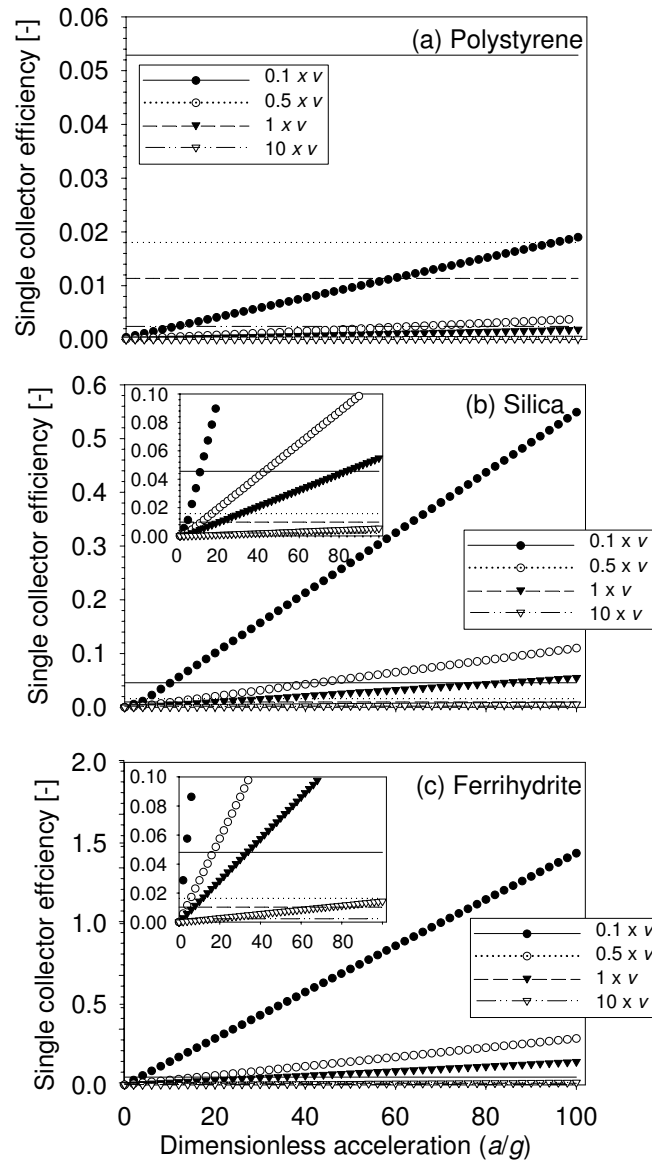 (a) Polystyrene
Single collector efficiency [-]
0.06
0.05
0.04
0.03
0.02
0.01
0.00
0.1 x v
0.5 x v
1 x v
10 x v
(b) Silica
Single collector efficiency [-]
0.6
0.5
0.4
0.3
0.2
0.1
0.0
0.10
0.08
0.06
0.04
0.02
0.00
0 20 40 60 80
0.1 x v
0.5 x v
1 x v
10 x v
(c) Ferrihydrite
Single collector effciency [-]
2.0
1.5
1.0
0.5
0.0
0.10
0.08
0.06
0.04
0.02
0.00
0 20 40 60 80
0.1 x v
0.5 x v
1 x v
10 x v
0 20 40 60 80 100
Dimensionless acceleration (a/g)